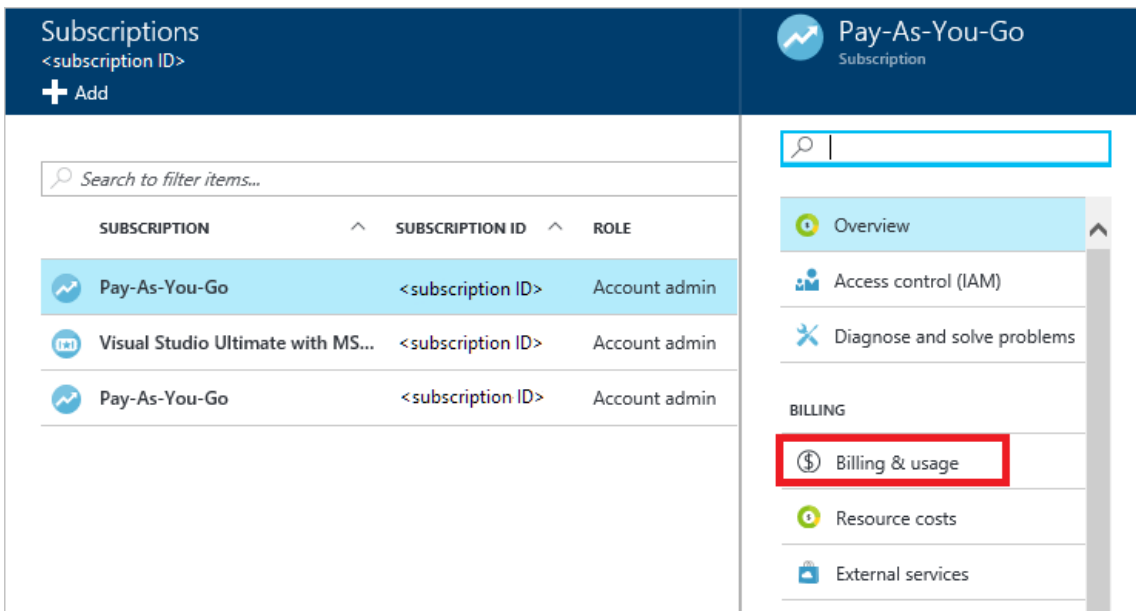 Subscriptions
<subscription ID>
Add
Search to filter items...
SUBSCRIPTION SUBSCRIPTION ID ROLE
Pay-As-You-Go <subscription ID> Account admin
Visual Studio Ultimate with MS... <subscription ID> Account admin
Pay-As-You-Go <subscription ID> Account admin
Pay-As-You-Go
Subscription
Overview
Access control (IAM)
Diagnose and solve problems
BILLING
Billing & usage
Resource costs
External services